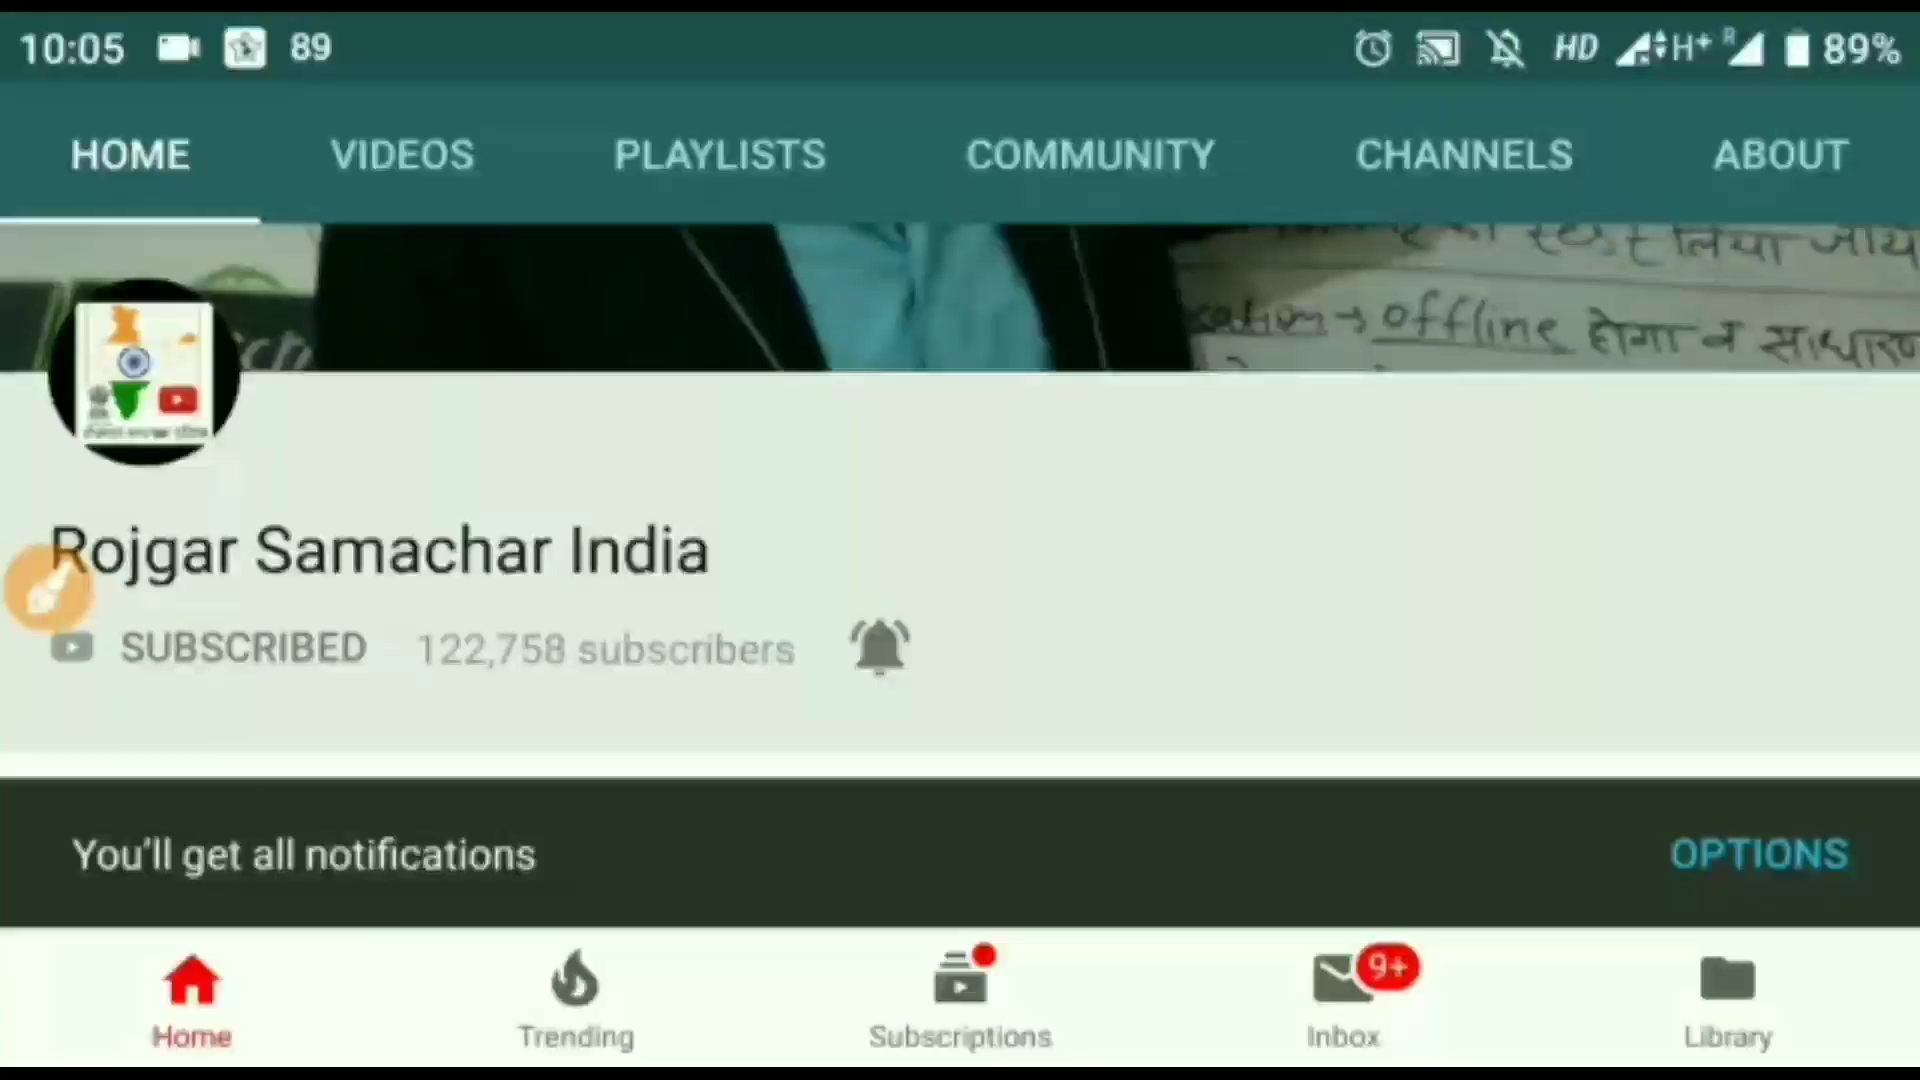 10:05 89 HD H+ R 89%
HOME VIDEOS PLAYLISTS COMMUNITY CHANNELS ABOUT
लिया जाय
offline होगा व साधारण
Rojgar Samachar India
SUBSCRIBED 122,758 subscribers
You'll get all notifications OPTIONS
9+
Home Trending Subscriptions Inbox Library